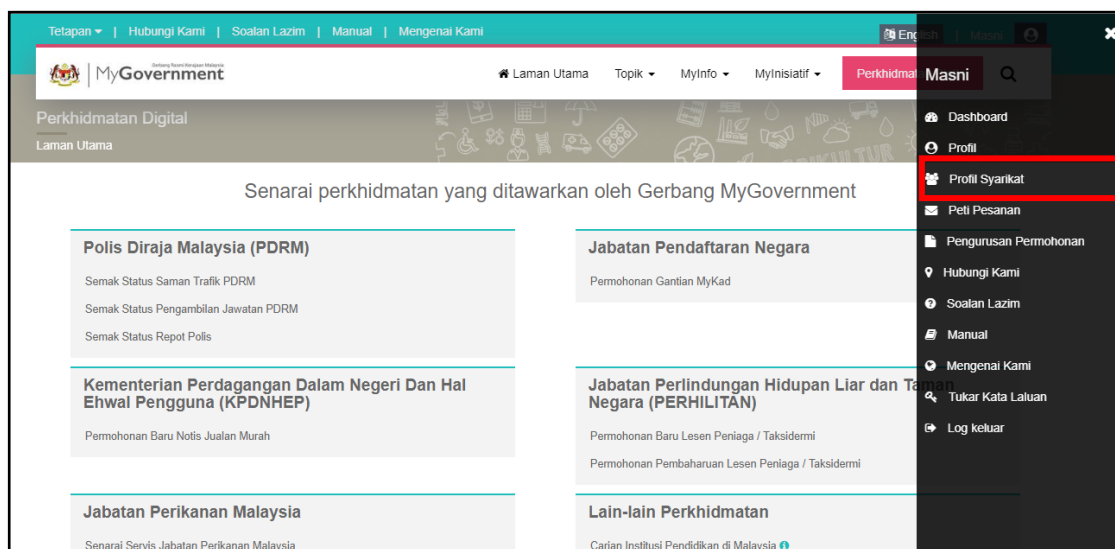 Tetapan | Hubungi Kami | Soalan Lazim | Manual | Mengenai Kami
English | Masni
Gerbang Rasmi Kerajaan Malaysia
MyGovernment
Laman Utama Topik MyInfo MyInisiatif
Masni
Perkhidmatan Digital
Laman Utama
Dashboard
Profil
Profil Syarikat
Peti Pesanan
Pengurusan Permohonan
Hubungi Kami
Soalan Lazim
Manual
Mengenai Kami
Tukar Kata Laluan
Log keluar
Senarai perkhidmatan yang ditawarkan oleh Gerbang MyGovernment
Polis Diraja Malaysia (PDRM)
Semak Status Saman Trafik PDRM
Semak Status Pengambilan Jawatan PDRM
Semak Status Repot Polis
Jabatan Pendaftaran Negara
Permohonan Gantian MyKad
Kementerian Perdagangan Dalam Negeri Dan Hal
Ehwal Pengguna (KPDNHEP)
Permohonan Baru Notis Jualan Murah
Jabatan Perlindungan Hidupan Liar dan Taman
Negara (PERHILITAN)
Permohonan Baru Lesen Peniaga / Taksidermi
Permohonan Pembaharuan Lesen Peniaga / Taksidermi
Jabatan Perikanan Malaysia
Senarai Servis Jabatan Perikanan Malaysia
Lain-lain Perkhidmatan
Carian Institusi Pendidikan di Malaysia